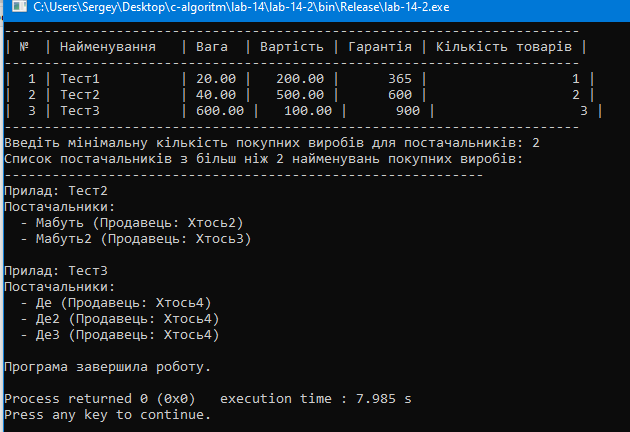 C:\Users\Sergey\Desktop\c-algoritm\lab-14\lab-14-2\bin\Release\lab-14-2.exe
------------------------------------------------------------------------
| № | Найменування   | Вага  | Вартість | Гарантія | Кількість товарів |
------------------------------------------------------------------------
|  1 | Тест1          | 20.00 |   200.00 |      365 |                  1 |
|  2 | Тест2          | 40.00 |   500.00 |      600 |                  2 |
|  3 | Тест3          | 600.00 |   100.00 |      900 |                  3 |
------------------------------------------------------------------------
Введіть мінімальну кількість покупних виробів для постачальників: 2
Список постачальників з більш ніж 2 найменувань покупних виробів:
------------------------------------------------------------
Прилад: Тест2
Постачальники:
- Мабуть (Продавець: Хтось2)
- Мабуть2 (Продавець: Хтось3)
Прилад: Тест3
Постачальники:
- Де (Продавець: Хтось4)
- Де2 (Продавець: Хтось4)
- Де3 (Продавець: Хтось4)
Програма завершила роботу.
Process returned 0 (0x0)   execution time : 7.985 s
Press any key to continue.